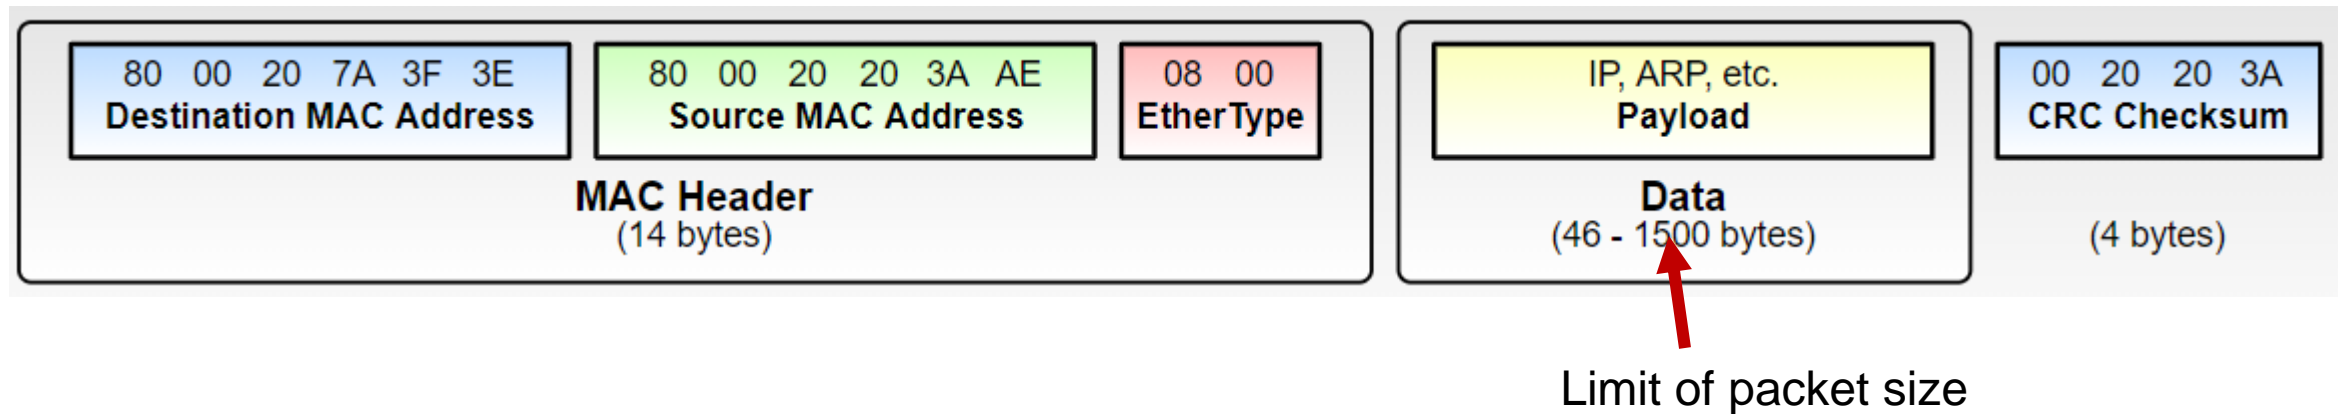 80 00 20 7A 3F 3E
Destination MAC Address
80 00 20 20 3A AE
Source MAC Address
08 00
EtherType
MAC Header
(14 bytes)
IP, ARP, etc.
Payload
Data
(46 - 1500 bytes)
00 20 20 3A
CRC Checksum
(4 bytes)
Limit of packet size